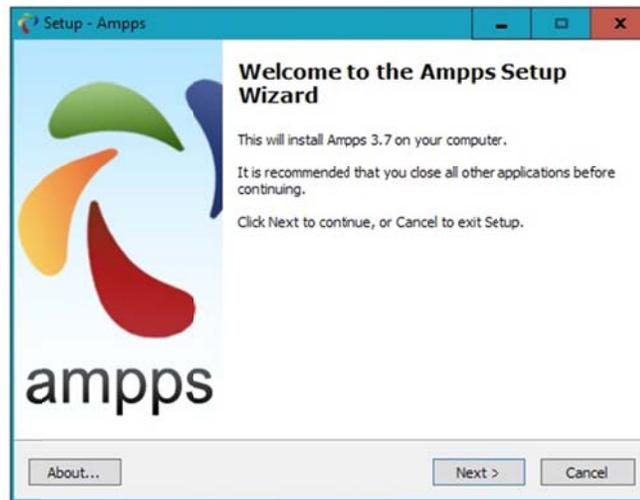 Setup - Ampps
Welcome to the Ampps Setup
Wizard
This will install Ampps 3.7 on your computer.
It is recommended that you close all other applications before
continuing.
Click Next to continue, or Cancel to exit Setup.
ampps
About...
Next >
Cancel